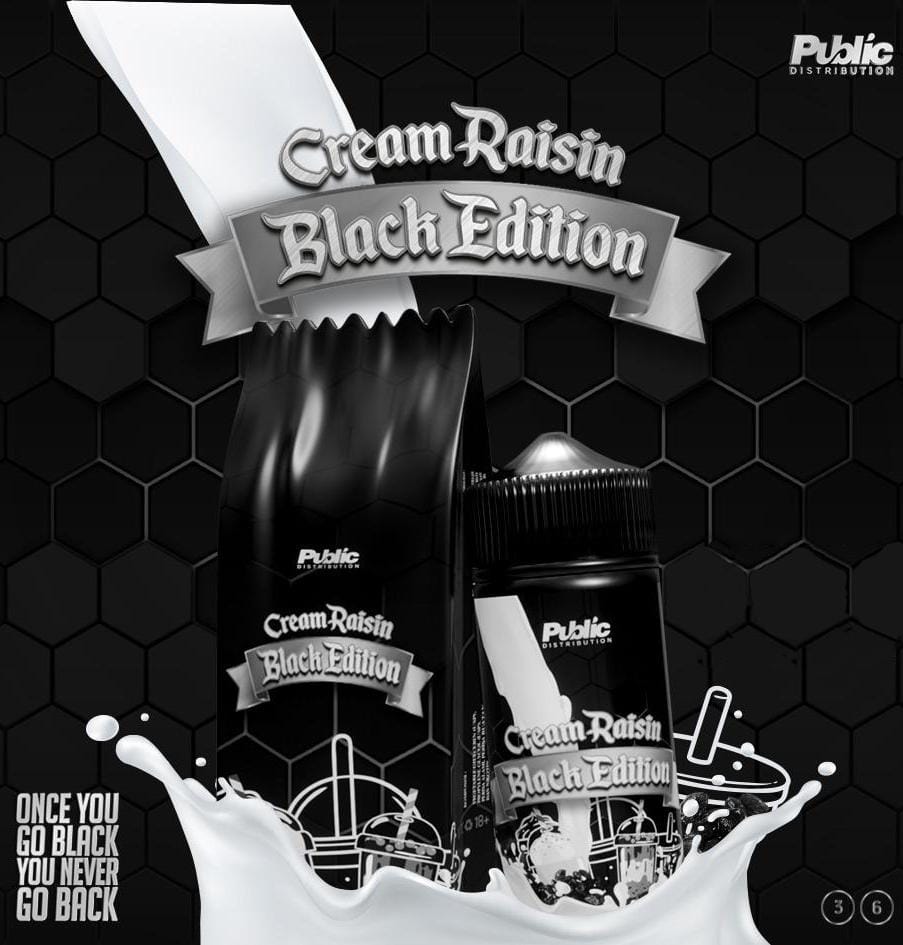 Public
DISTRIBUTION
Cream Raisin
Black Edition
Public
DISTRIBUTION
Cream Raisin
Black Edition
Public
DISTRIBUTION
Cream Raisin
Black Edition
18+
ONCE YOU
GO BLACK
YOU NEVER
GO BACK
3 6